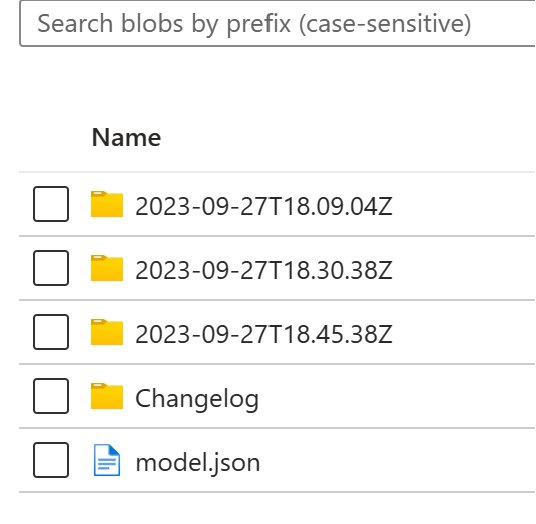 Search blobs by prefix (case-sensitive)
Name
2023-09-27T18.09.04Z
2023-09-27T18.30.38Z
2023-09-27T18.45.38Z
Changelog
model.json